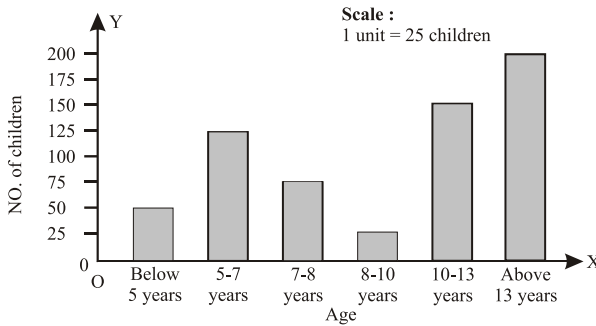 Y
Scale :
1 unit = 25 children
200
175
150
125
100
75
50
25
0
NO. of children
O
X
Below
5 years
5-7
years
7-8
years
8-10
years
10-13
years
Above
13 years
Age